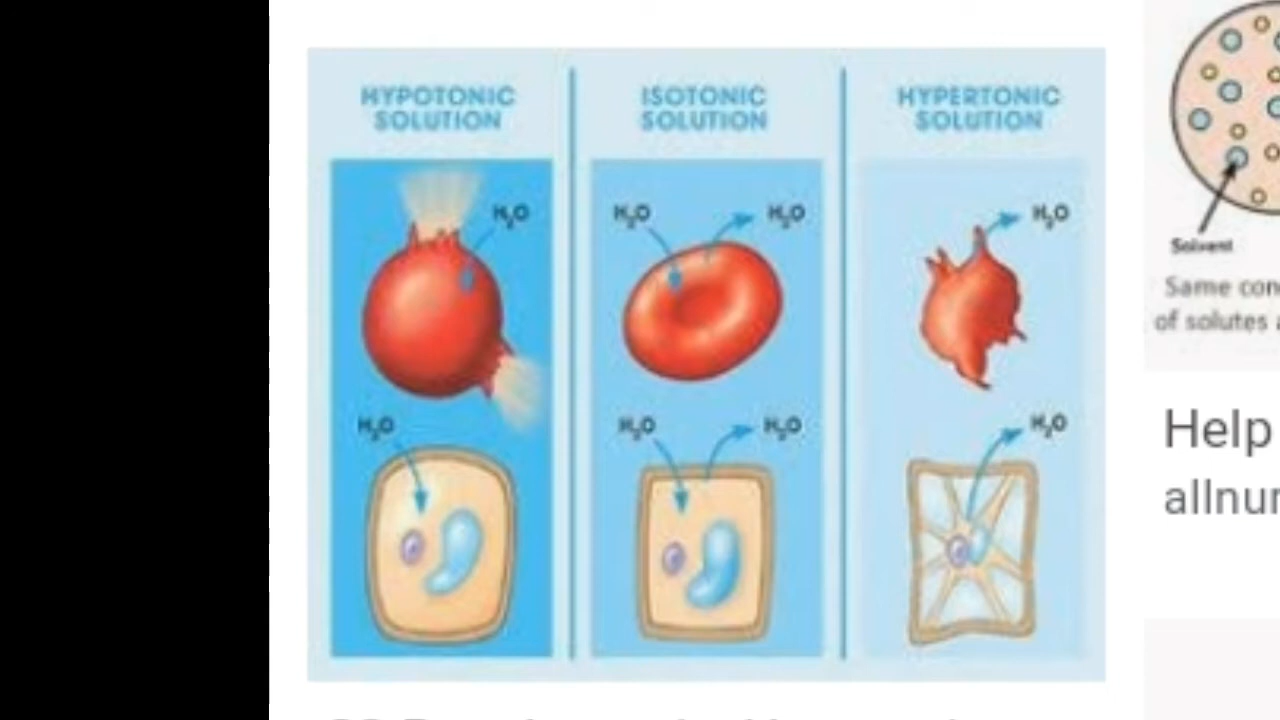 HYPOTONIC
SOLUTION
ISOTONIC
SOLUTION
HYPERTONIC
SOLUTION
H₂O
H₂O
H₂O
H₂O
H₂O
H₂O
H₂O
H₂O
Solvent
Same con
of solutes
Help
allnur